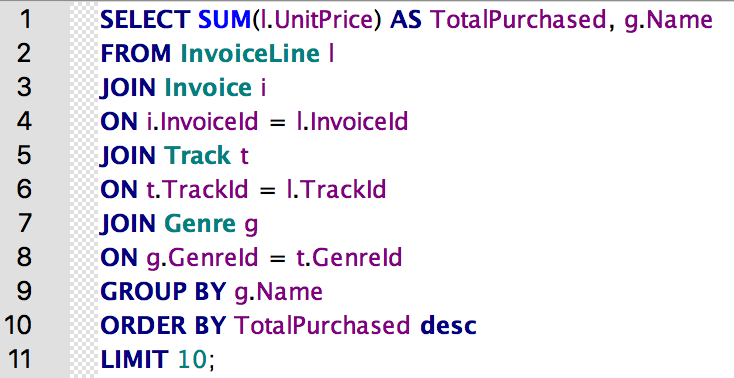 1 SELECT SUM(l.UnitPrice) AS TotalPurchased, g.Name
2 FROM InvoiceLine l
3 JOIN Invoice i
4 ON i.InvoiceId = l.InvoiceId
5 JOIN Track t
6 ON t.TrackId = l.TrackId
7 JOIN Genre g
8 ON g.GenreId = t.GenreId
9 GROUP BY g.Name
10 ORDER BY TotalPurchased desc
11 LIMIT 10;